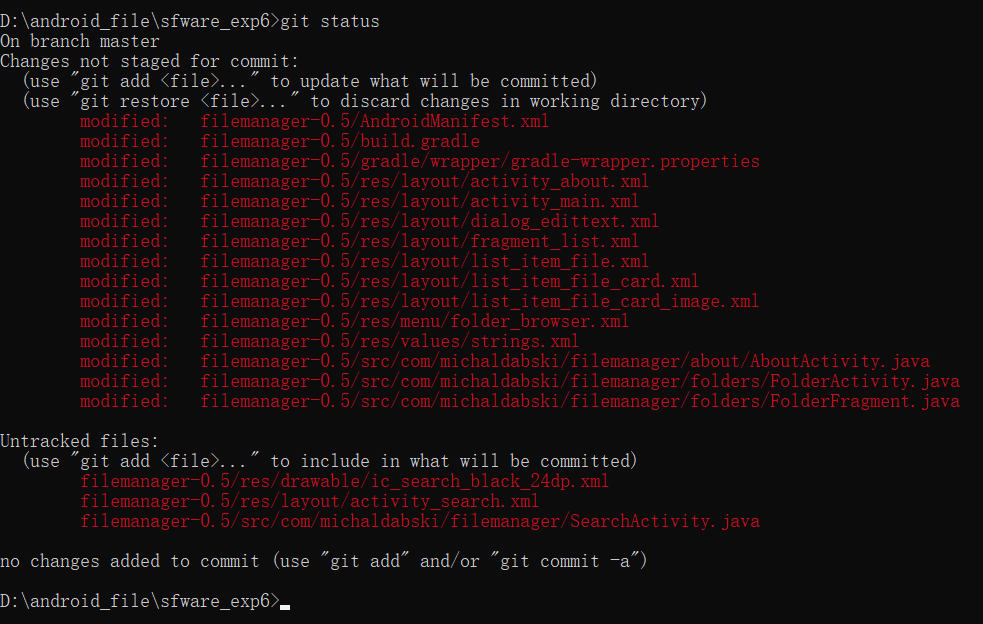 D:\android_file\sfware_exp6>git status
On branch master
Changes not staged for commit:
  (use "git add <file>..." to update what will be committed)
  (use "git restore <file>..." to discard changes in working directory)
        modified:   filemanager-0.5/AndroidManifest.xml
        modified:   filemanager-0.5/build.gradle
        modified:   filemanager-0.5/gradle/wrapper/gradle-wrapper.properties
        modified:   filemanager-0.5/res/layout/activity_about.xml
        modified:   filemanager-0.5/res/layout/activity_main.xml
        modified:   filemanager-0.5/res/layout/dialog_edittext.xml
        modified:   filemanager-0.5/res/layout/fragment_list.xml
        modified:   filemanager-0.5/res/layout/list_item_file.xml
        modified:   filemanager-0.5/res/layout/list_item_file_card.xml
        modified:   filemanager-0.5/res/layout/list_item_file_card_image.xml
        modified:   filemanager-0.5/res/menu/folder_browser.xml
        modified:   filemanager-0.5/res/values/strings.xml
        modified:   filemanager-0.5/src/com/michaldabski/filemanager/about/AboutActivity.java
        modified:   filemanager-0.5/src/com/michaldabski/filemanager/folders/FolderActivity.java
        modified:   filemanager-0.5/src/com/michaldabski/filemanager/folders/FolderFragment.java
Untracked files:
  (use "git add <file>..." to include in what will be committed)
        filemanager-0.5/res/drawable/ic_search_black_24dp.xml
        filemanager-0.5/res/layout/activity_search.xml
        filemanager-0.5/src/com/michaldabski/filemanager/SearchActivity.java
no changes added to commit (use "git add" and/or "git commit -a")
D:\android_file\sfware_exp6>